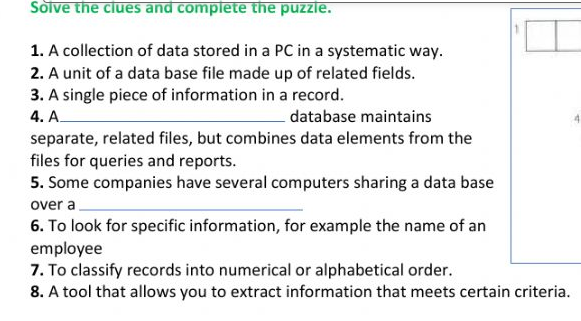 Solve the clues and complete the puzzle.
1. A collection of data stored in a PC in a systematic way.
2. A unit of a data base file made up of related fields.
3. A single piece of information in a record.
4. A______________________ database maintains
separate, related files, but combines data elements from the
files for queries and reports.
5. Some companies have several computers sharing a data base
over a______________________
6. To look for specific information, for example the name of an
employee
7. To classify records into numerical or alphabetical order.
8. A tool that allows you to extract information that meets certain criteria.
1
4